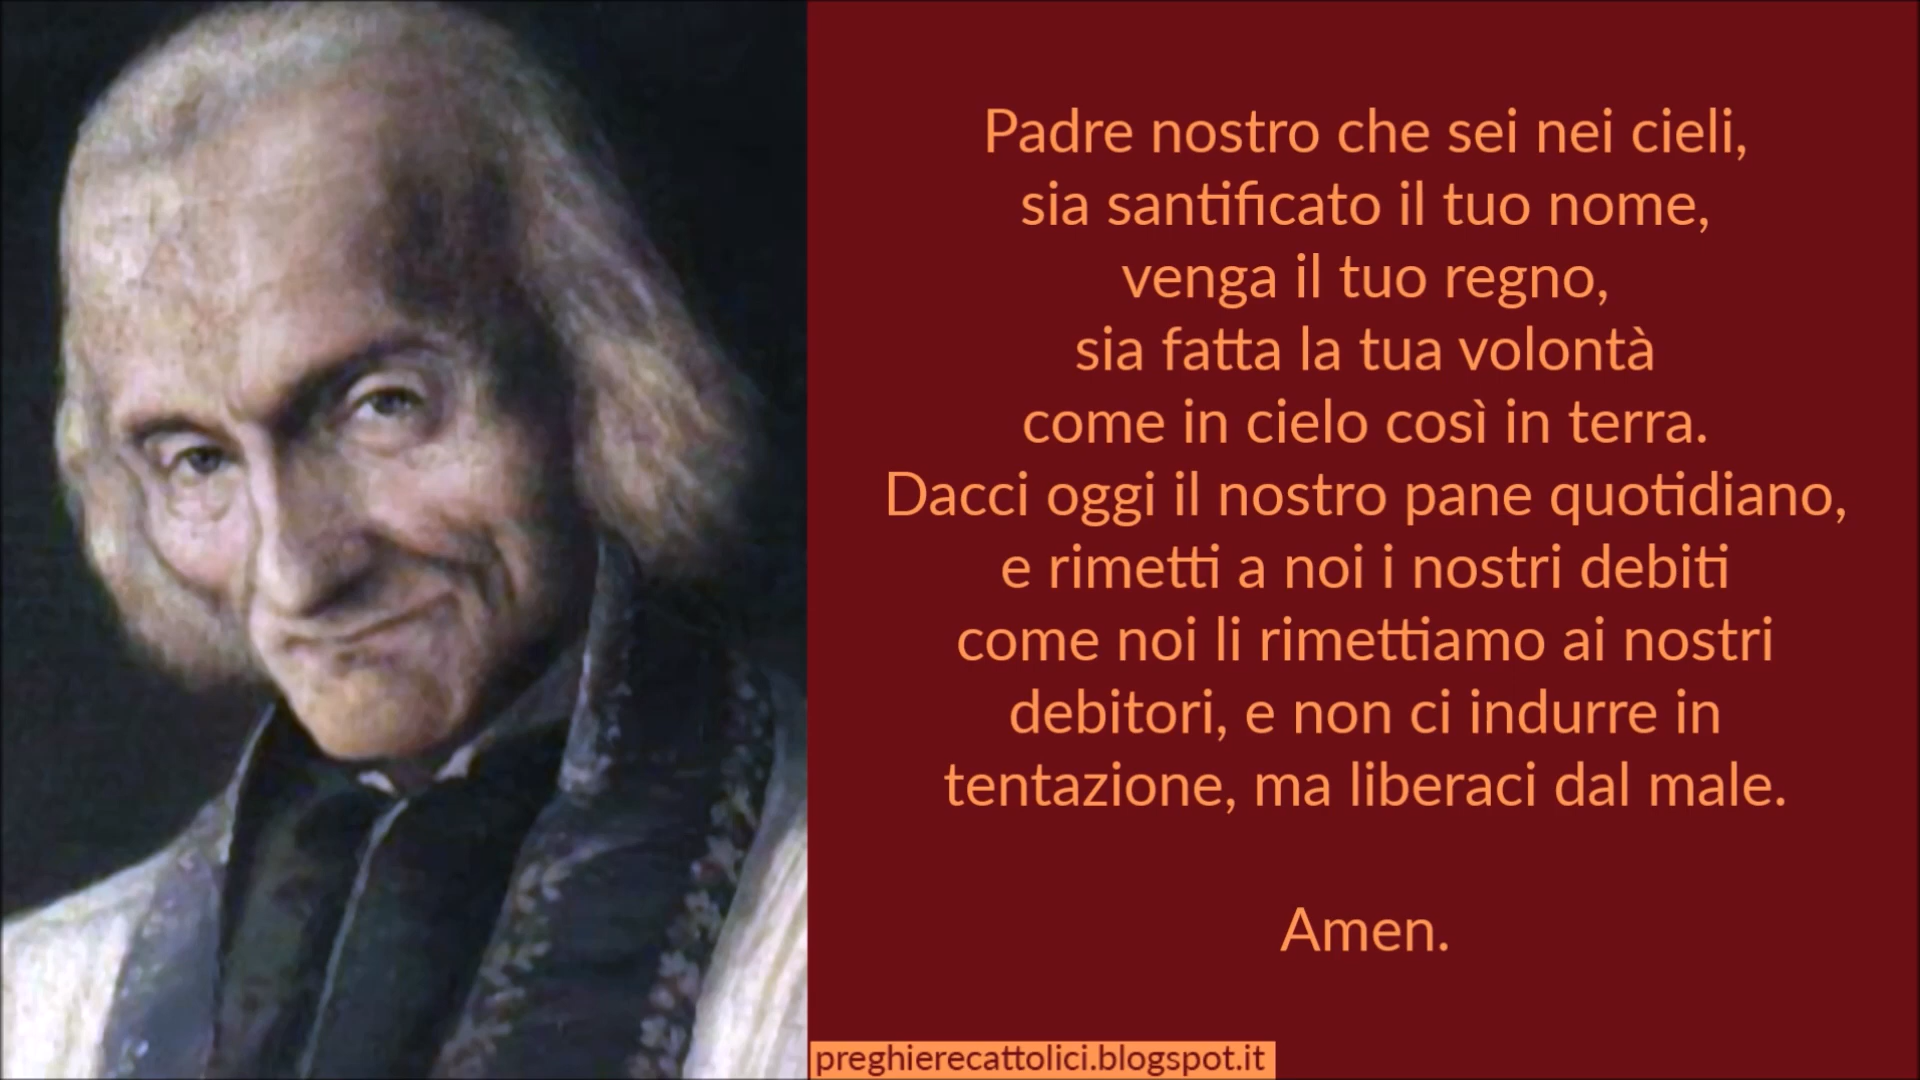 Padre nostro che sei nei cieli,
sia santificato il tuo nome,
venga il tuo regno,
sia fatta la tua volontà
come in cielo così in terra.
Dacci oggi il nostro pane quotidiano,
e rimetti a noi i nostri debiti
come noi li rimettiamo ai nostri
debitori, e non ci indurre in
tentazione, ma liberaci dal male.
Amen.
preghierecattolici.blogspot.it